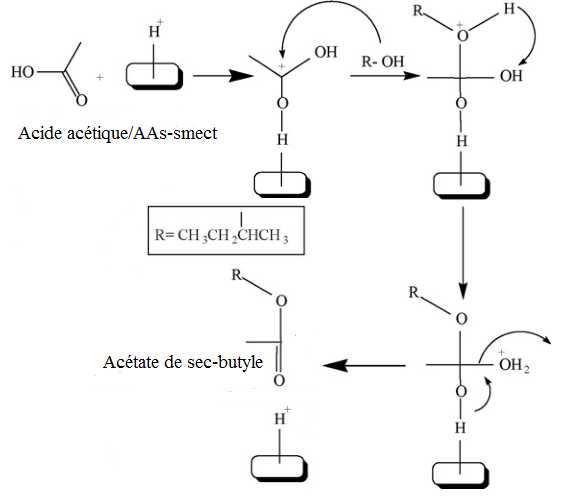 HO
O
+
H+
Acide acétique/AAs-smect
+
OH
O
H
R- OH
R
+
O
H
OH
O
H
R= CH3CH2CHCH3
R
O
+
OH2
O
H
R
O
O
Acétate de sec-butyle
H+